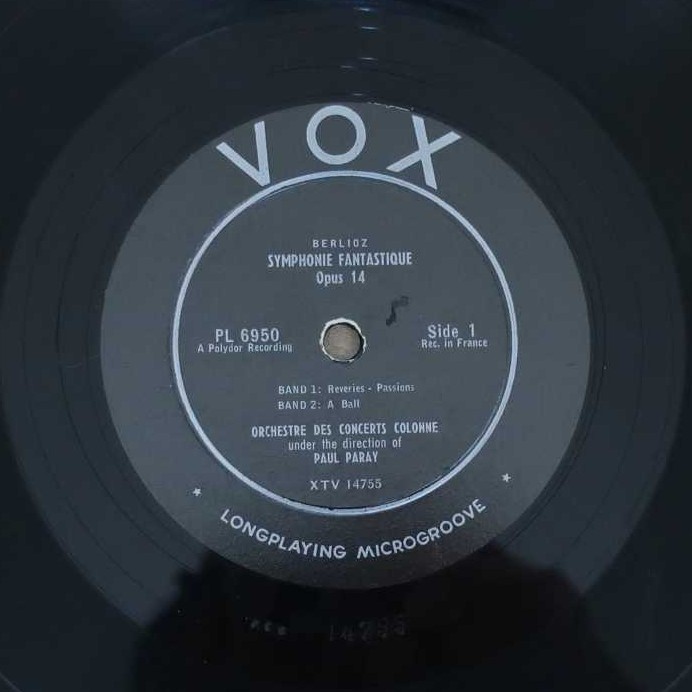 VOX
BERLIOZ
SYMPHONIE FANTASTIQUE
Opus 14
PL 6950
A Polydor Recording
Side 1
Rec. in France
BAND 1: Reveries - Passions
BAND 2: A Ball
ORCHESTRE DES CONCERTS COLONNE
under the direction of
PAUL PARAY
XTV 14755
* LONGPLAYING MICROGROOVE *